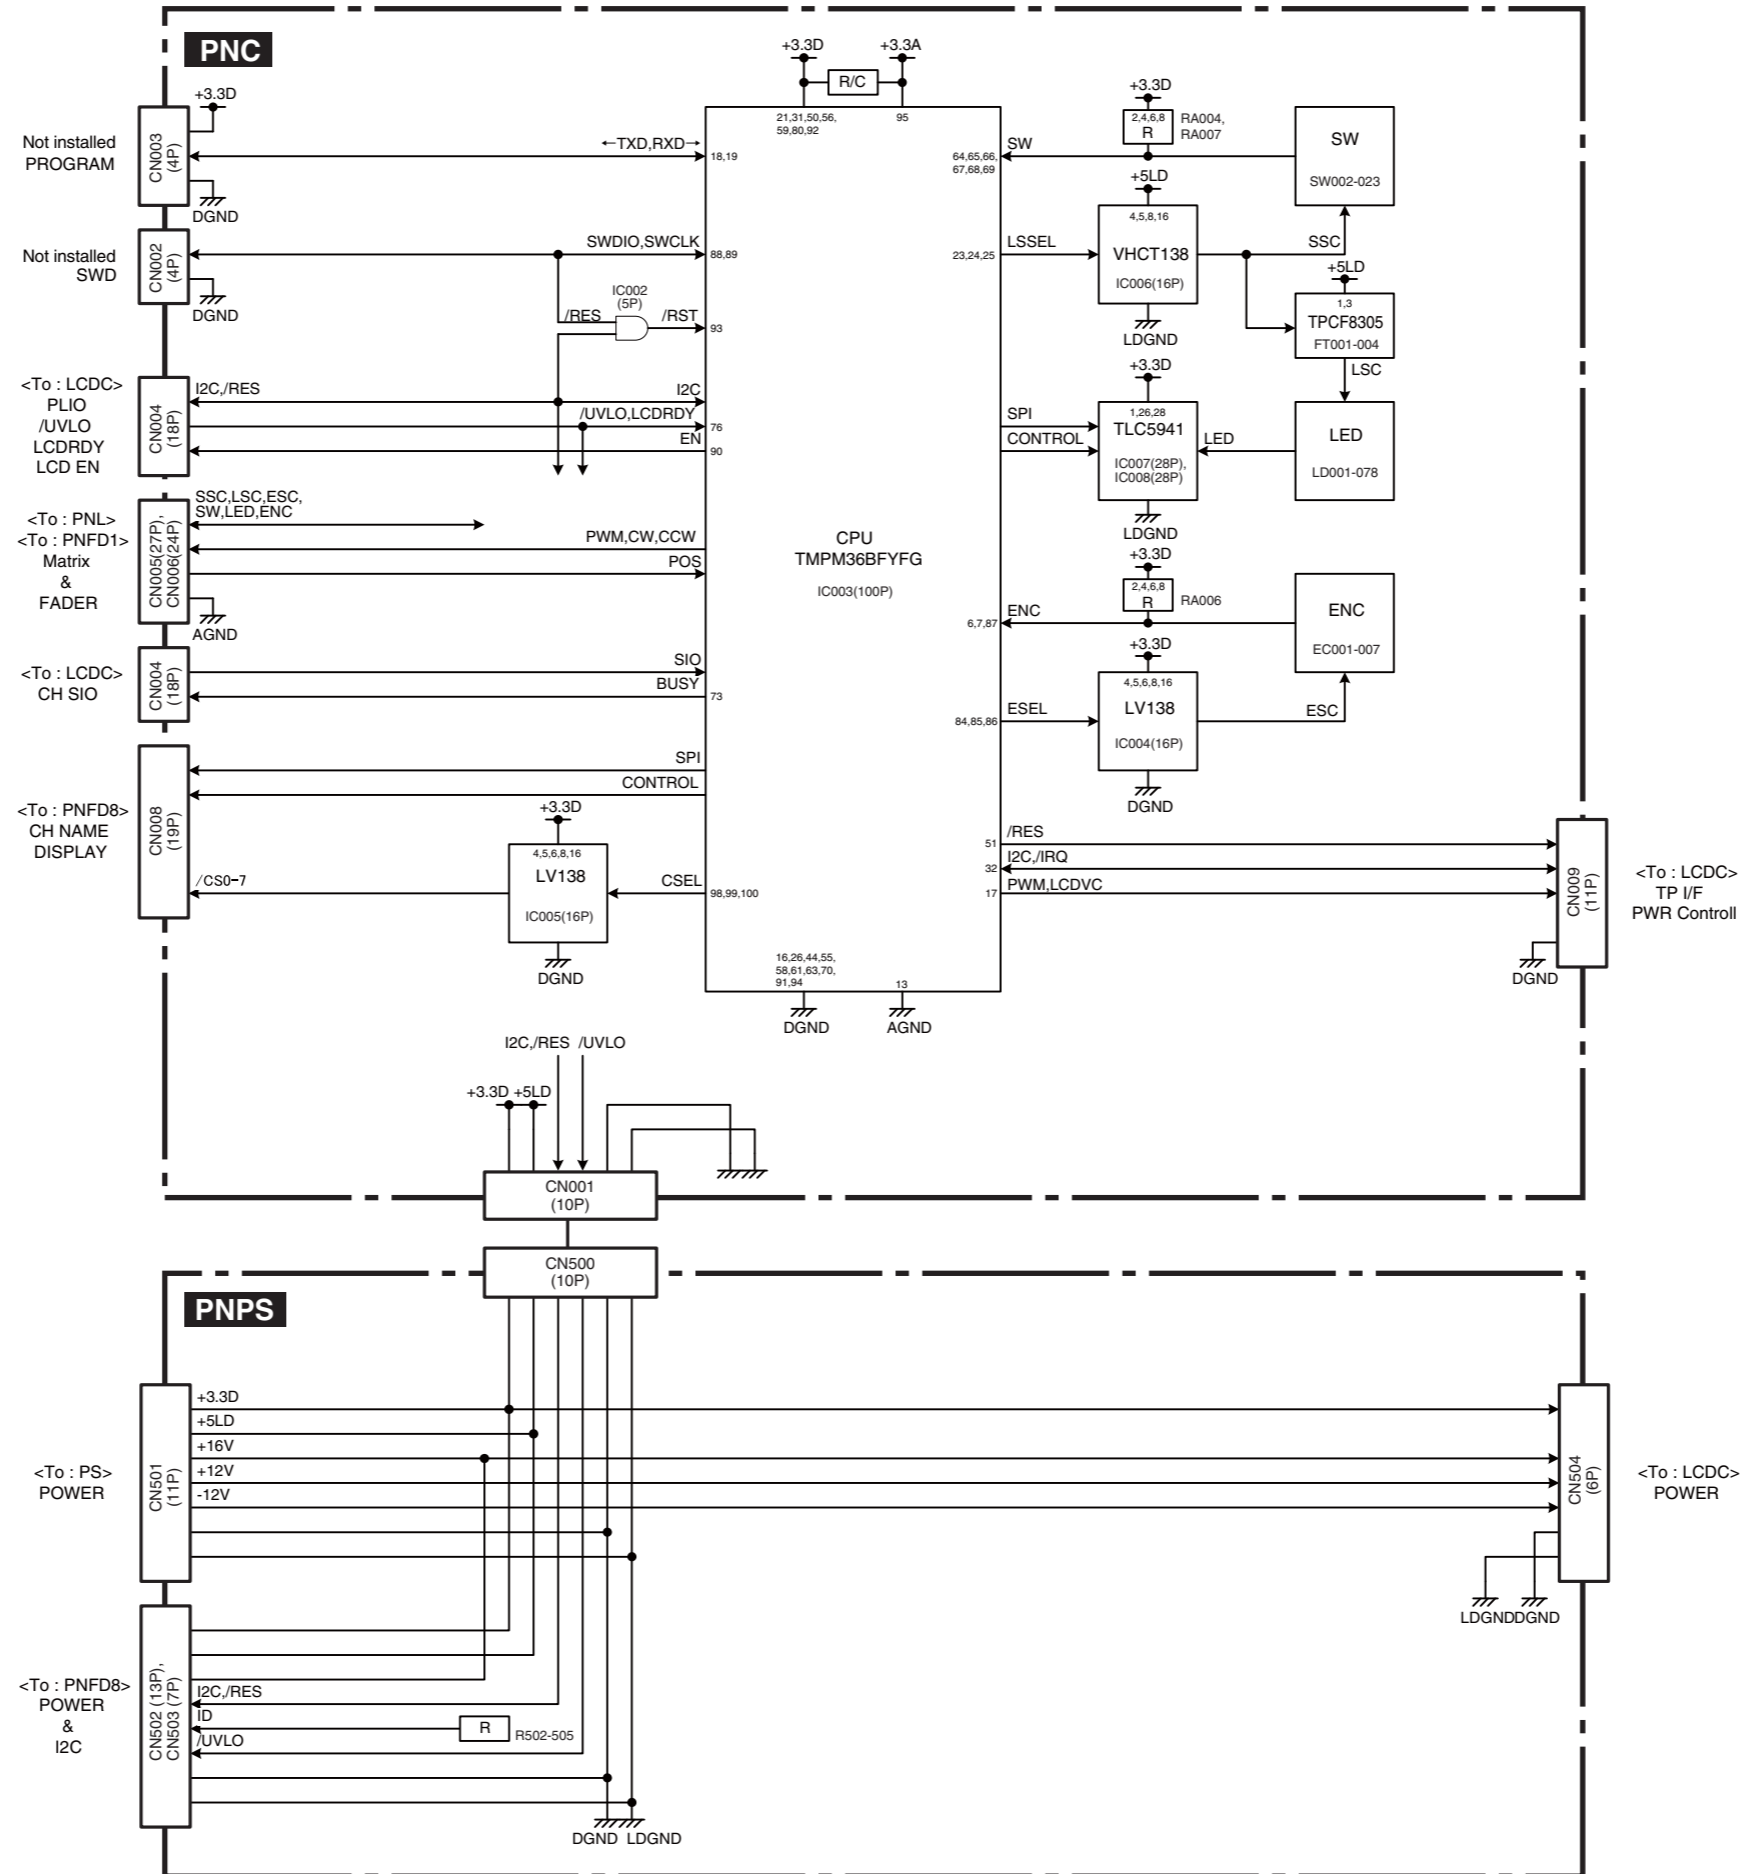 PNC
+3.3D
+3.3A
R/C
21,31,50,56,
59,80,92
95
Not installed
PROGRAM
CN003
(4P)
+3.3D
DGND
←TXD,RXD→
18,19
Not installed
SWD
CN002
(4P)
DGND
SWDIO,SWCLK
88,89
IC002
(5P)
/RES
/RST
93
<To : LCDC>
PLIO
/UVLO
LCDRDY
LCD EN
CN004
(18P)
I2C,/RES
I2C
/UVLO,LCDRDY
76
EN
90
<To : PNL>
<To : PNFD1>
Matrix
&
FADER
CN005(27P),
CN006(24P)
SSC,LSC,ESC,
SW,LED,ENC
PWM,CW,CCW
POS
AGND
<To : LCDC>
CH SIO
CN004
(18P)
SIO
BUSY
73
<To : PNFD8>
CH NAME
DISPLAY
CN008
(19P)
SPI
CONTROL
/CS0-7
+3.3D
4,5,6,8,16
LV138
IC005(16P)
DGND
CSEL
98,99,100
CPU
TMPM36BFYFG
IC003(100P)
16,26,44,55,
58,61,63,70,
91,94
13
DGND
AGND
64,65,66,
67,68,69
SW
+3.3D
2,4,6,8
R
RA004,
RA007
SW
SW002-023
23,24,25
LSSEL
+5LD
4,5,8,16
VHCT138
IC006(16P)
LDGND
SSC
+5LD
1,3
TPCF8305
FT001-004
LSC
SPI
CONTROL
+3.3D
1,26,28
TLC5941
IC007(28P),
IC008(28P)
LDGND
LED
LED
LD001-078
6,7,87
ENC
+3.3D
2,4,6,8
R
RA006
ENC
EC001-007
84,85,86
ESEL
+3.3D
4,5,6,8,16
LV138
IC004(16P)
DGND
ESC
51
/RES
32
I2C,/IRQ
17
PWM,LCDVC
CN009
(11P)
DGND
<To : LCDC>
TP I/F
PWR Controll
I2C,/RES
/UVLO
+3.3D
+5LD
CN001
(10P)
CN500
(10P)
PNPS
<To : PS>
POWER
CN501
(11P)
+3.3D
+5LD
+16V
+12V
-12V
CN504
(6P)
<To : LCDC>
POWER
LDGND
DGND
<To : PNFD8>
POWER
&
I2C
CN502 (13P),
CN503 (7P)
I2C,/RES
ID
/UVLO
R
R502-505
DGND
LDGND